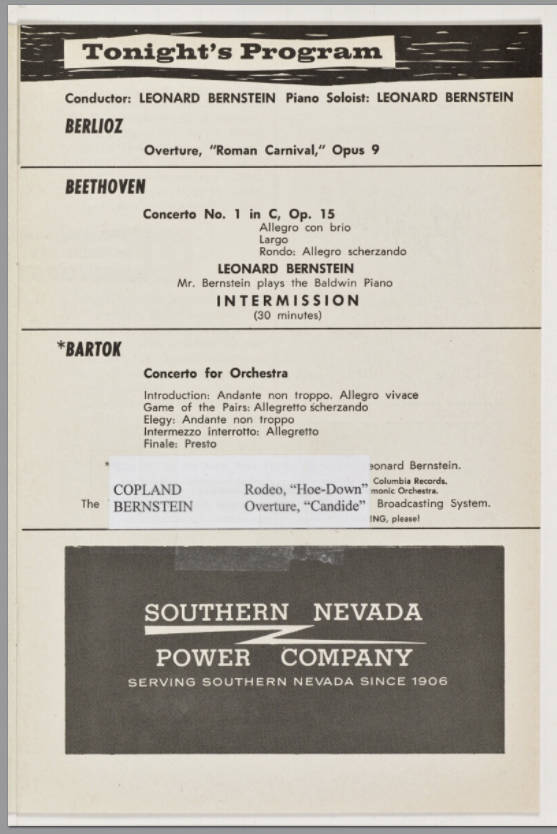 Tonight's Program
Conductor: LEONARD BERNSTEIN Piano Soloist: LEONARD BERNSTEIN
BERLIOZ
Overture, "Roman Carnival," Opus 9
BEETHOVEN
Concerto No. 1 in C, Op. 15
Allegro con brio
Largo
Rondo: Allegro scherzando
LEONARD BERNSTEIN
Mr. Bernstein plays the Baldwin Piano
INTERMISSION
(30 minutes)
*BARTOK
Concerto for Orchestra
Introduction: Andante non troppo. Allegro vivace
Game of the Pairs: Allegretto scherzando
Elegy: Andante non troppo
Intermezzo interrotto: Allegretto
Finale: Presto
* eonard Bernstein.
Columbia Records.
COPLAND Rodeo, "Hoe-Down" monic Orchestra.
The BERNSTEIN Overture, "Candide" Broadcasting System.
ING, please!
SOUTHERN NEVADA
POWER COMPANY
SERVING SOUTHERN NEVADA SINCE 1906